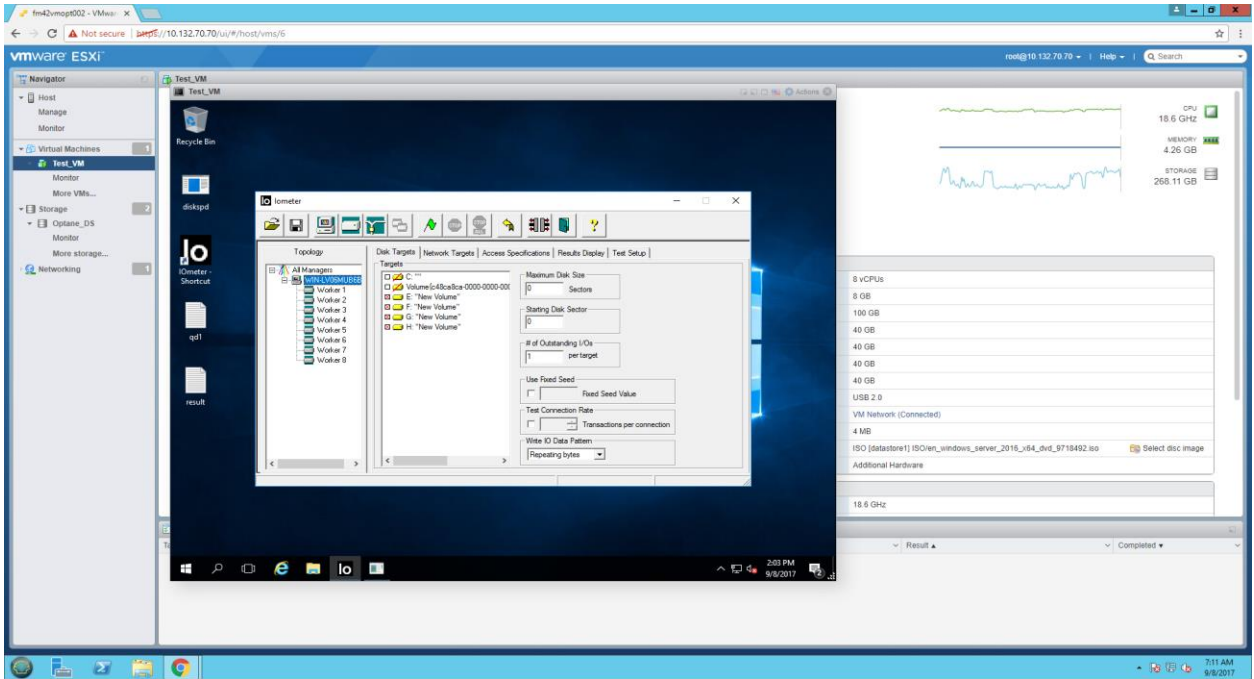 fm42vmopt002 - VMwar
Not secure | https://10.132.70.70/ui/#/host/vms/6
vmware ESXi
root@10.132.70.70 | Help | Search
Navigator
Host
Manage
Monitor
Virtual Machines 1
Test_VM
Monitor
More VMs...
Storage 2
Optane_DS
Monitor
More storage...
Networking 1
Test_VM
Test_VM
Actions
Recycle Bin
diskspd
IOmeter - Shortcut
qd1
result
Iometer
Topology
All Managers
Worker 1
Worker 2
Worker 3
Worker 4
Worker 5
Worker 6
Worker 7
Worker 8
Disk Targets | Network Targets | Access Specifications | Results Display | Test Setup
Targets
C: ""
E: "New Volume"
F: "New Volume"
G: "New Volume"
H: "New Volume"
Maximum Disk Size
0 Sectors
Starting Disk Sector
0
# of Outstanding I/Os
1 per target
Use Fixed Seed
Fixed Seed Value
Test Connection Rate
Transactions per connection
Write IO Data Pattern
Repeating bytes
2:03 PM
9/8/2017
CPU
18.6 GHz
MEMORY
4.26 GB
STORAGE
268.11 GB
8 vCPUs
8 GB
100 GB
40 GB
40 GB
40 GB
40 GB
USB 2.0
VM Network (Connected)
4 MB
ISO [datastore1] ISO/en_windows_server_2016_x64_dvd_9718492.iso Select disc image
Additional Hardware
18.6 GHz
Result
Completed
7:11 AM
9/8/2017